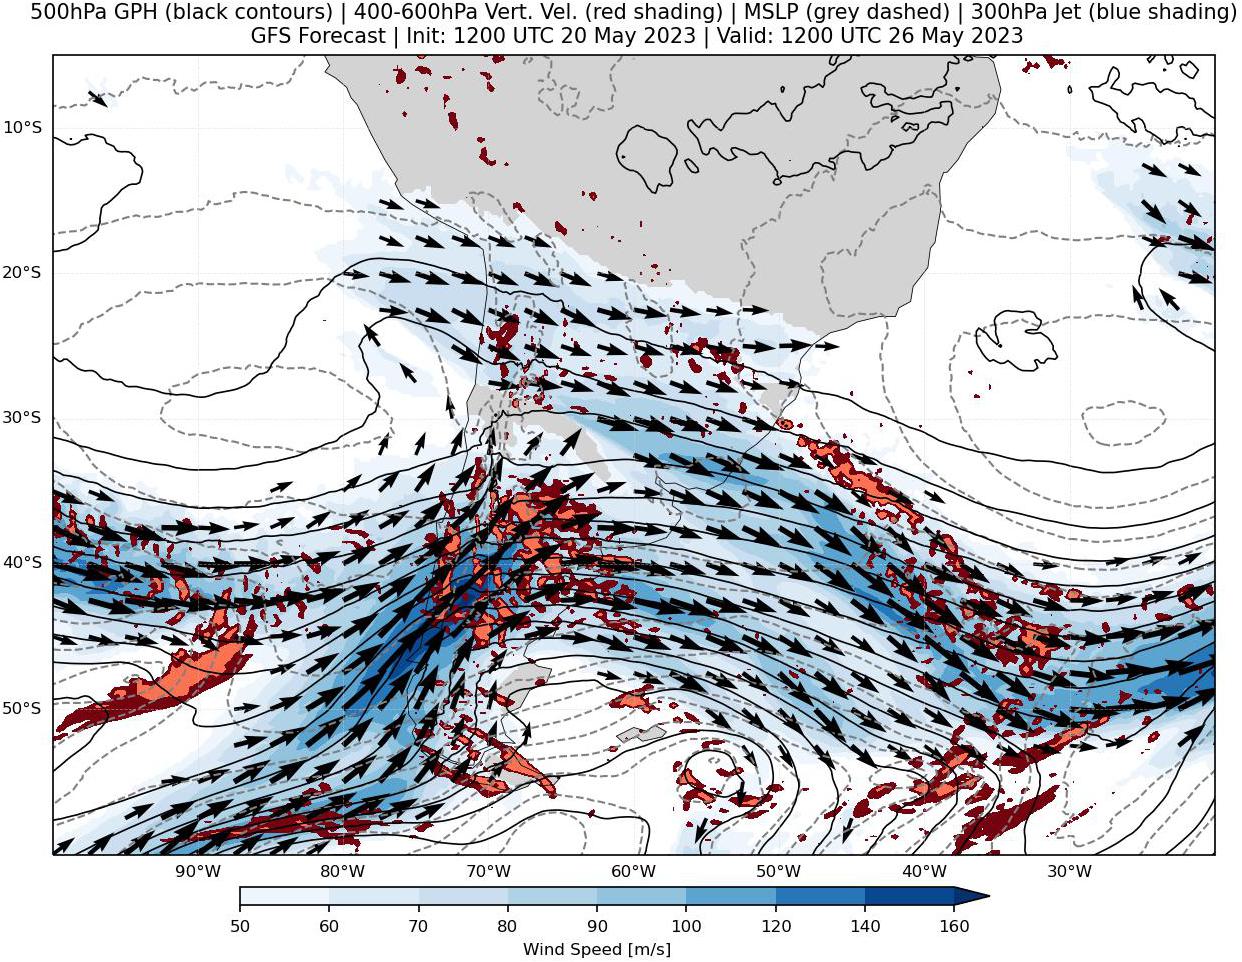 500hPa GPH (black contours) | 400-600hPa Vert. Vel. (red shading) | MSLP (grey dashed) | 300hPa Jet (blue shading)
GFS Forecast | Init: 1200 UTC 20 May 2023 | Valid: 1200 UTC 26 May 2023
10°S
20°S
30°S
40°S
50°S
90°W 80°W 70°W 60°W 50°W 40°W 30°W
50 60 70 80 90 100 120 140 160
Wind Speed [m/s]